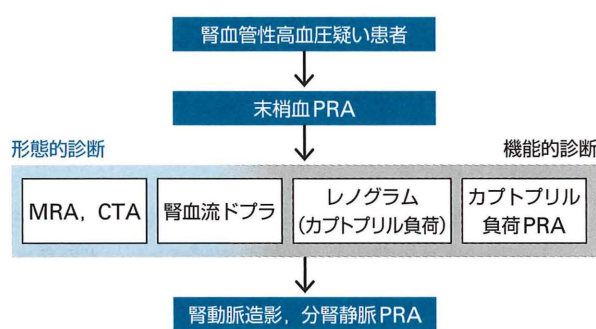 腎血管性高血圧疑い患者
末梢血PRA
形態的診断
機能的診断
MRA，CTA
腎血流ドプラ
レノグラム
（カプトプリル負荷）
カプトプリル
負荷PRA
腎動脈造影，分腎静脈PRA